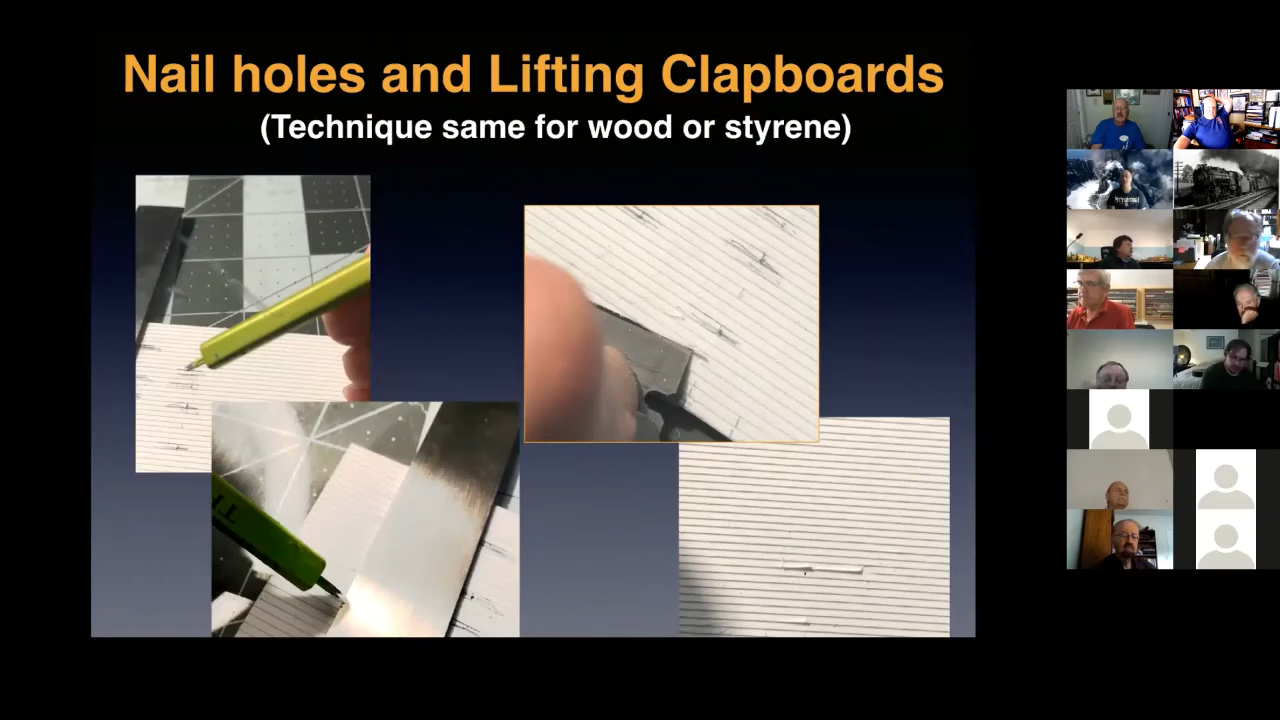 Nail holes and Lifting Clapboards
(Technique same for wood or styrene)